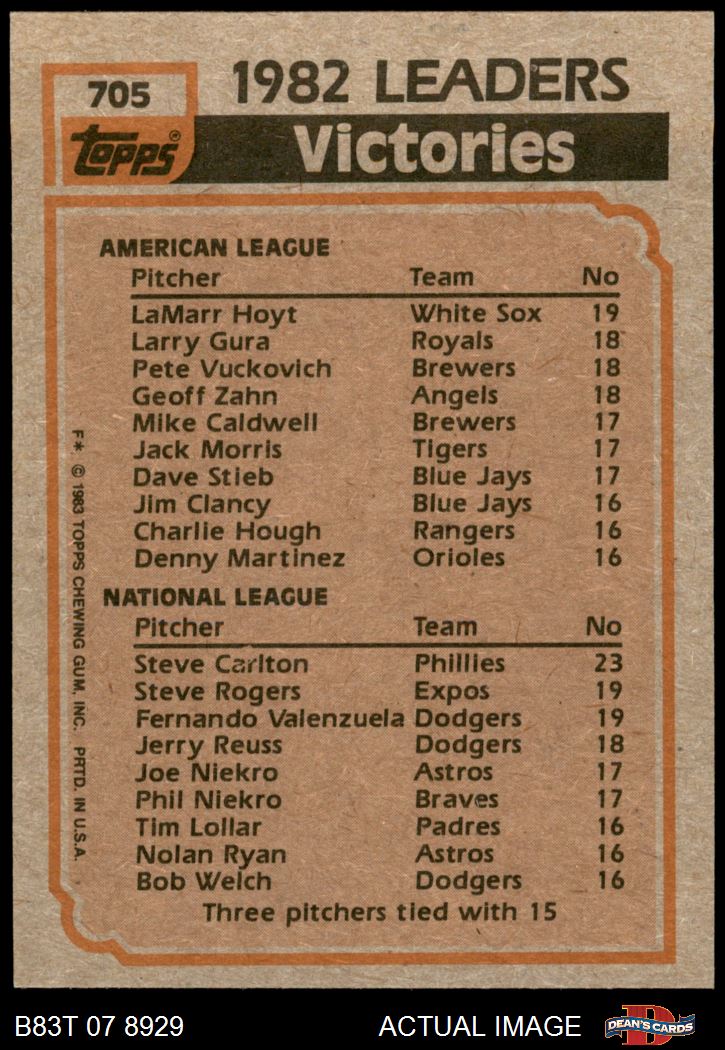 705
1982 LEADERS
Topps®
Victories
AMERICAN LEAGUE
Pitcher Team No
LaMarr Hoyt White Sox 19
Larry Gura Royals 18
Pete Vuckovich Brewers 18
Geoff Zahn Angels 18
Mike Caldwell Brewers 17
Jack Morris Tigers 17
Dave Stieb Blue Jays 17
Jim Clancy Blue Jays 16
Charlie Hough Rangers 16
Denny Martinez Orioles 16
NATIONAL LEAGUE
Pitcher Team No
Steve Carlton Phillies 23
Steve Rogers Expos 19
Fernando Valenzuela Dodgers 19
Jerry Reuss Dodgers 18
Joe Niekro Astros 17
Phil Niekro Braves 17
Tim Lollar Padres 16
Nolan Ryan Astros 16
Bob Welch Dodgers 16
Three pitchers tied with 15
F* © 1983 TOPPS CHEWING GUM, INC. PRTD. IN U.S.A.
B83T 07 8929 ACTUAL IMAGE
D
DEAN'S CARDS